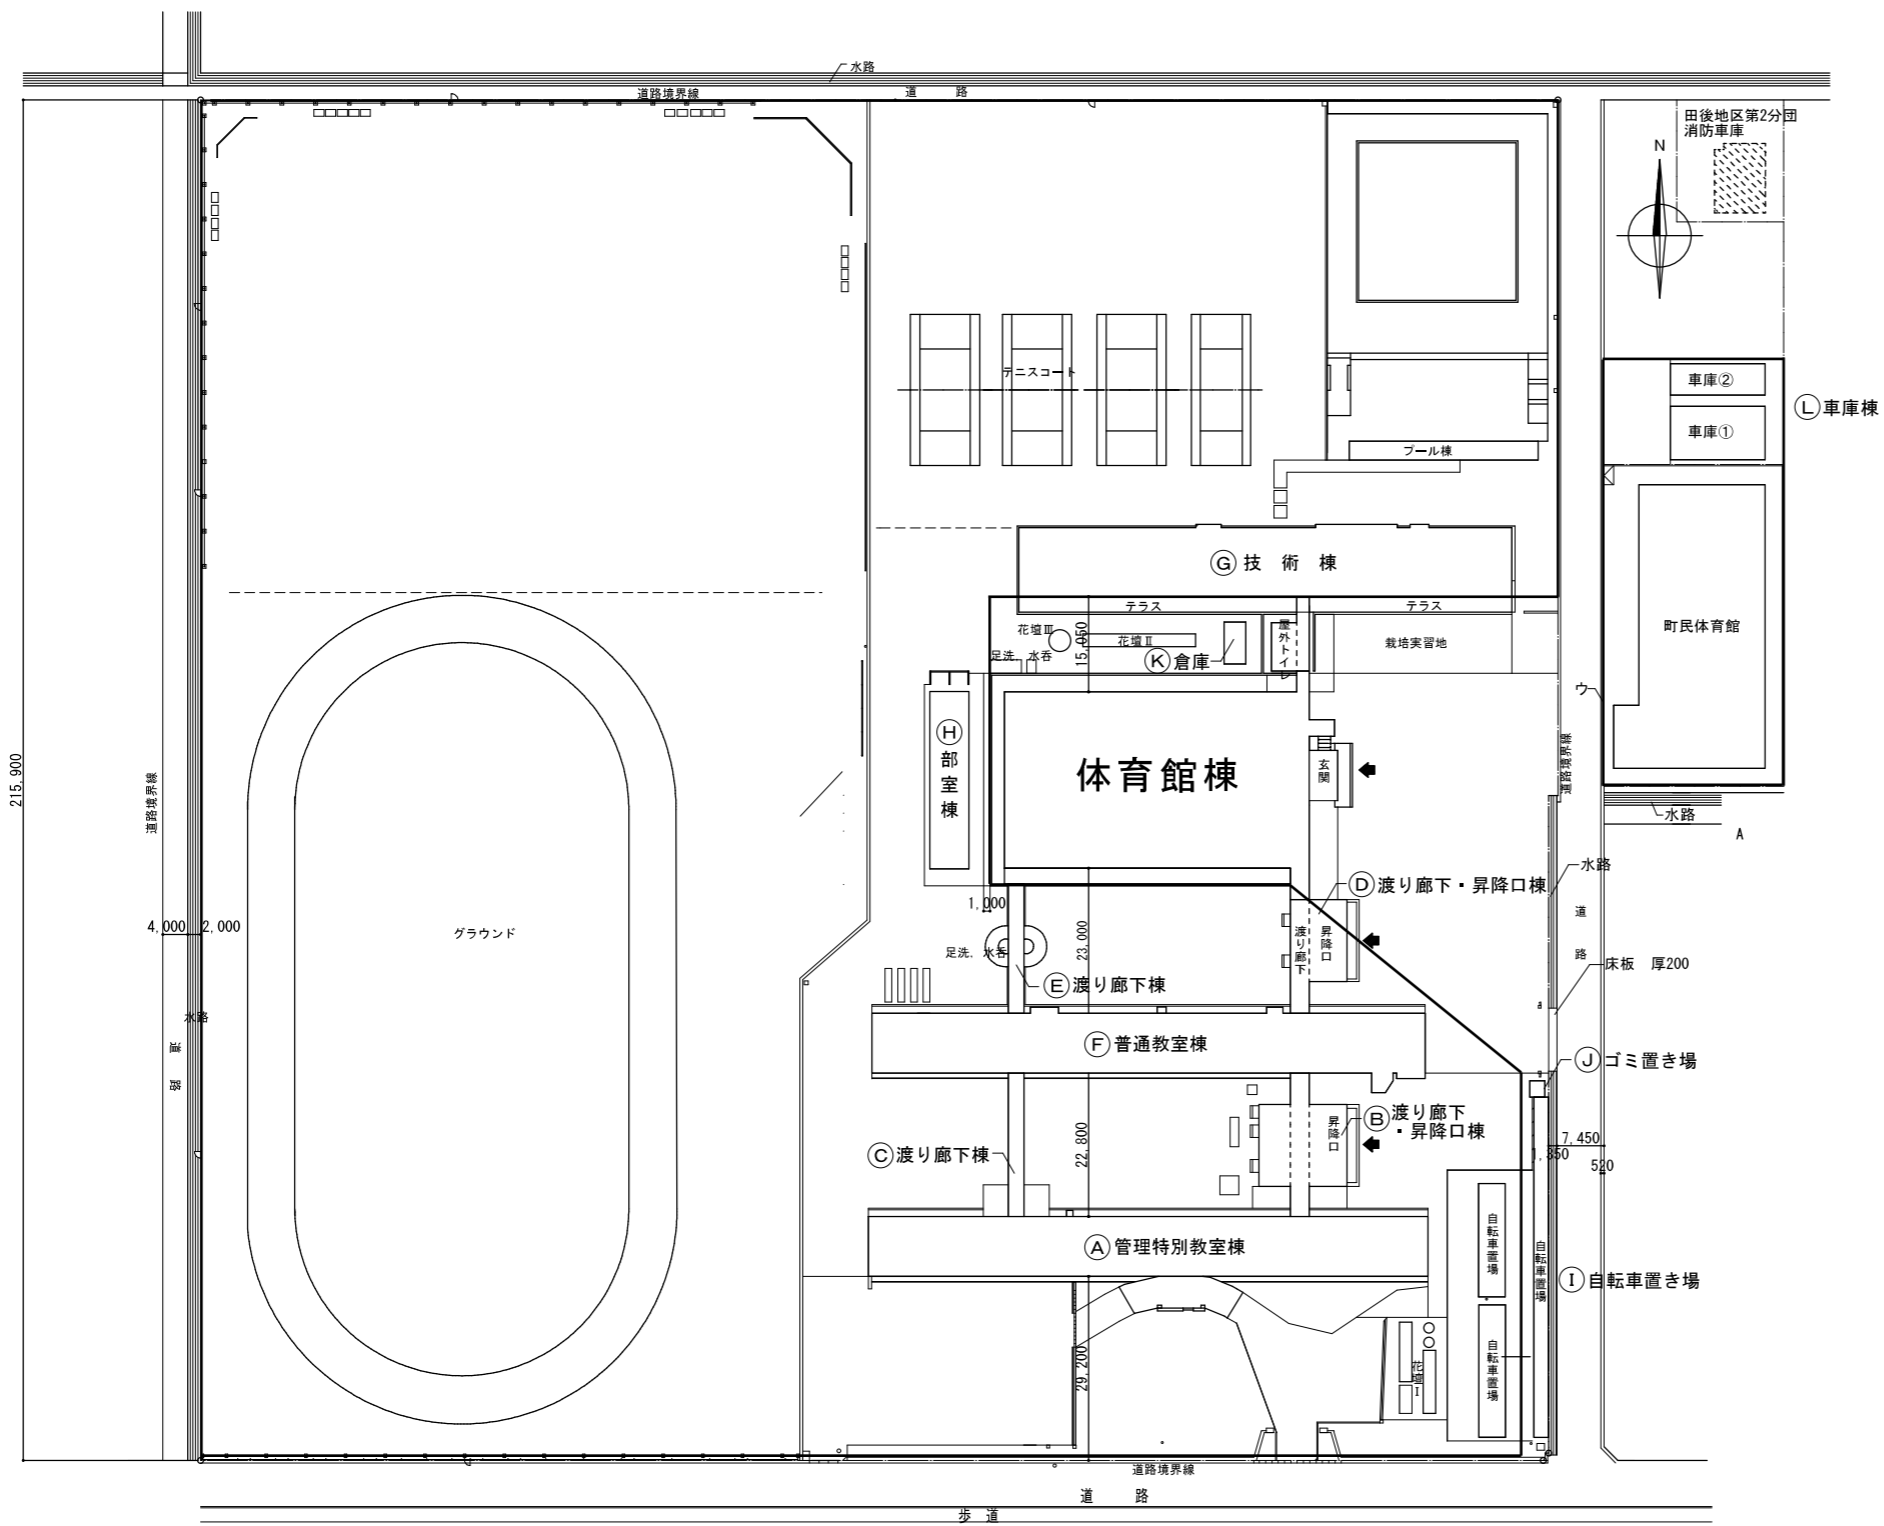 水路
道路境界線
道　路
田後地区第2分団
消防車庫
N
テニスコート
車庫②
Ⓛ車庫棟
車庫①
プール棟
Ⓖ技　術　棟
テラス
テラス
花壇Ⅲ
花壇Ⅱ
15,050
屋外トイレ
栽培実習地
町民体育館
足洗．水呑
Ⓚ倉庫
ウ
Ⓗ部室棟
体育館棟
玄関
道路境界線
215,900
道路境界線
水路
A
水路
Ⓓ渡り廊下・昇降口棟
1,000
4,000
2,000
グラウンド
23,000
渡り廊下
昇降口
道　路
足洗．水呑
床板　厚200
Ⓔ渡り廊下棟
水路
道　路
Ⓕ普通教室棟
Ⓙゴミ置き場
Ⓑ渡り廊下
・昇降口棟
昇降口
22,800
7,450
1,350
520
Ⓒ渡り廊下棟
自転車置場
自転車置場
Ⓐ管理特別教室棟
Ⓘ自転車置き場
29,200
花壇Ⅰ
自転車置場
道路境界線
道　路
歩　道